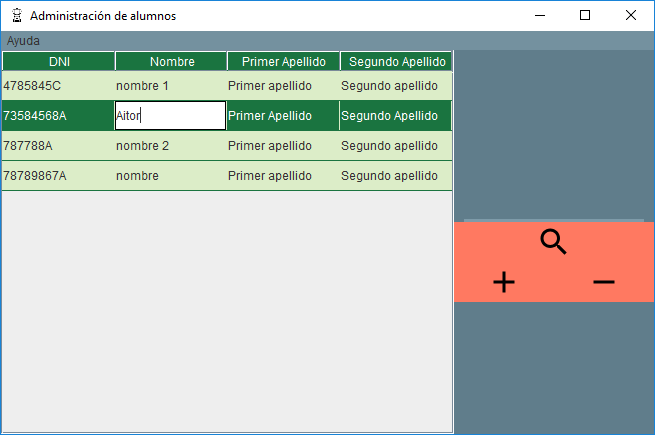 Administración de alumnos
Ayuda
DNI Nombre Primer Apellido Segundo Apellido
4785845C nombre 1 Primer apellido Segundo apellido
73584568A Aitor Primer Apellido Segundo Apellido
787788A nombre 2 Primer apellido Segundo apellido
78789867A nombre Primer apellido Segundo apellido